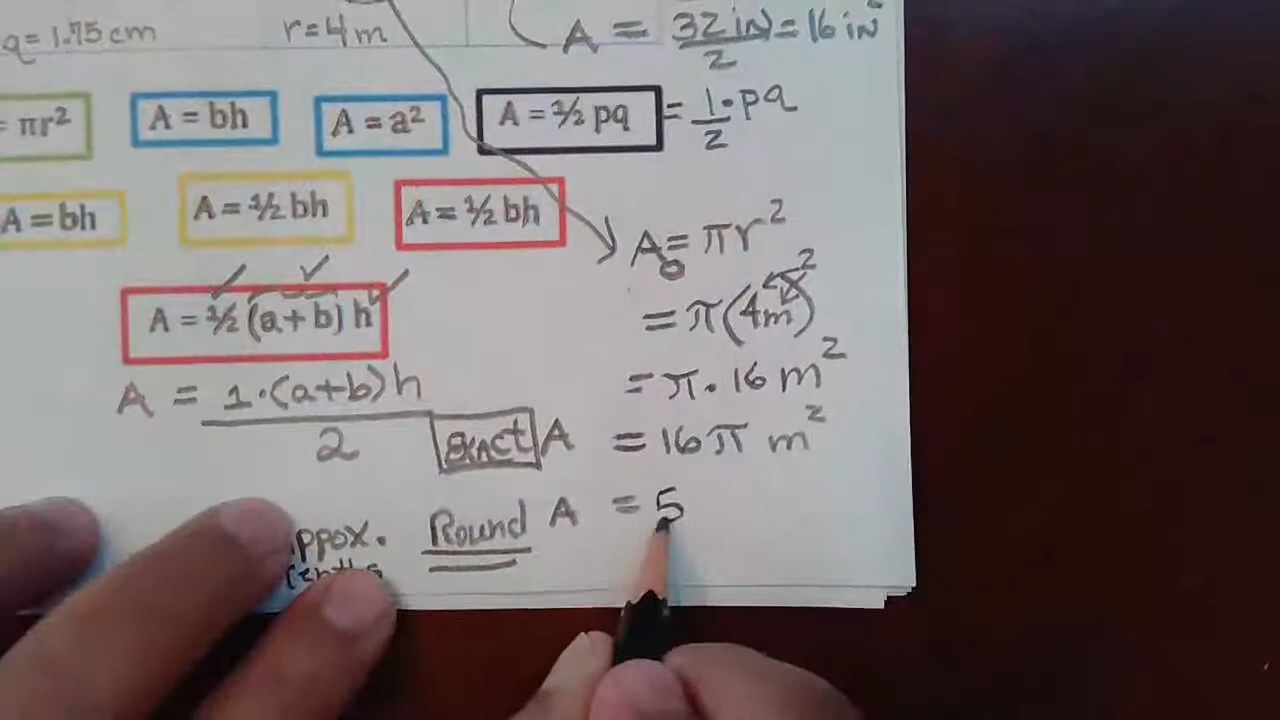 q = 1.75 cm
r = 4 m
A = 32 in/2 = 16 in²
= πr²
A = bh
A = a²
A = ½ pq
= 1/2 · pq
A = bh
A = ½ bh
A = ½ bh
A = πr²
A = ½ (a + b) h
= π(4m)²
= π · 16 m²
A = 1·(a+b)h/2
EXACT A = 16π m²
ppox. Round A = 5